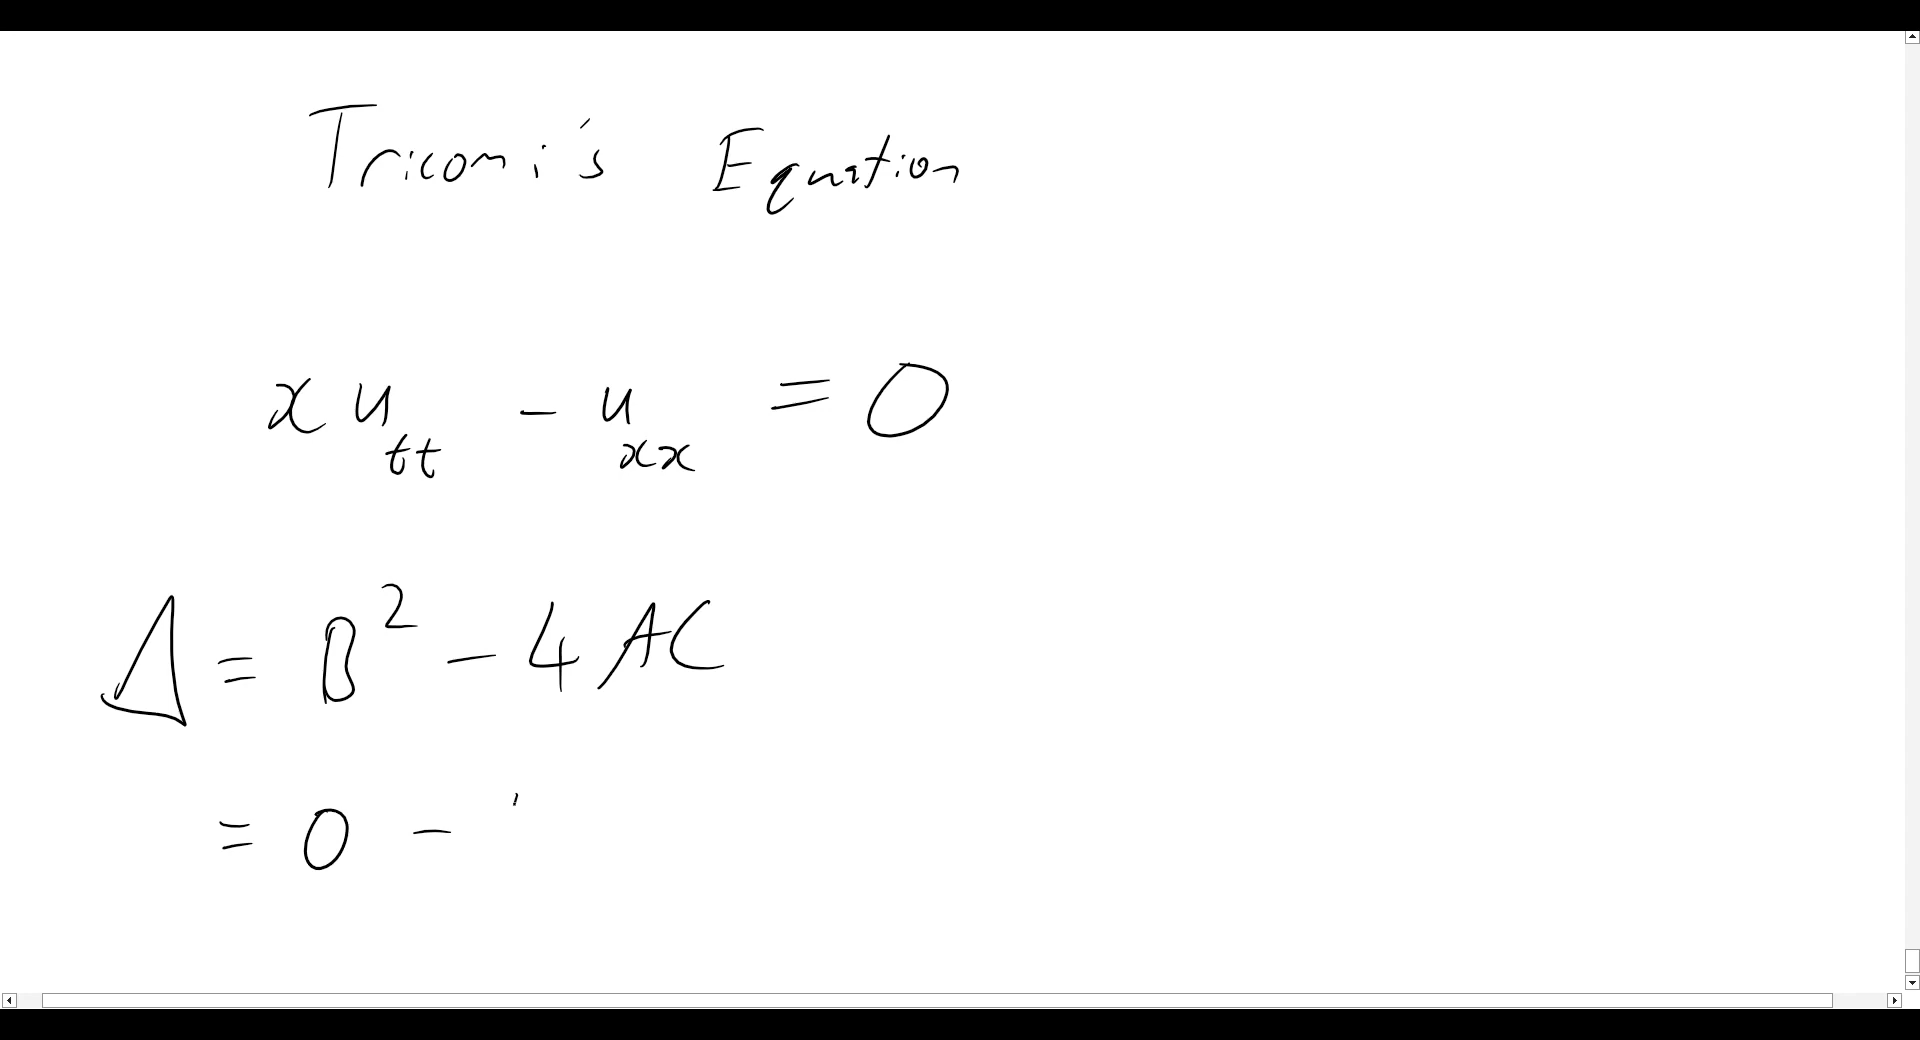 Tricomi's Equation
x u_tt - u_xx = 0
Δ = B² - 4AC
= 0 -